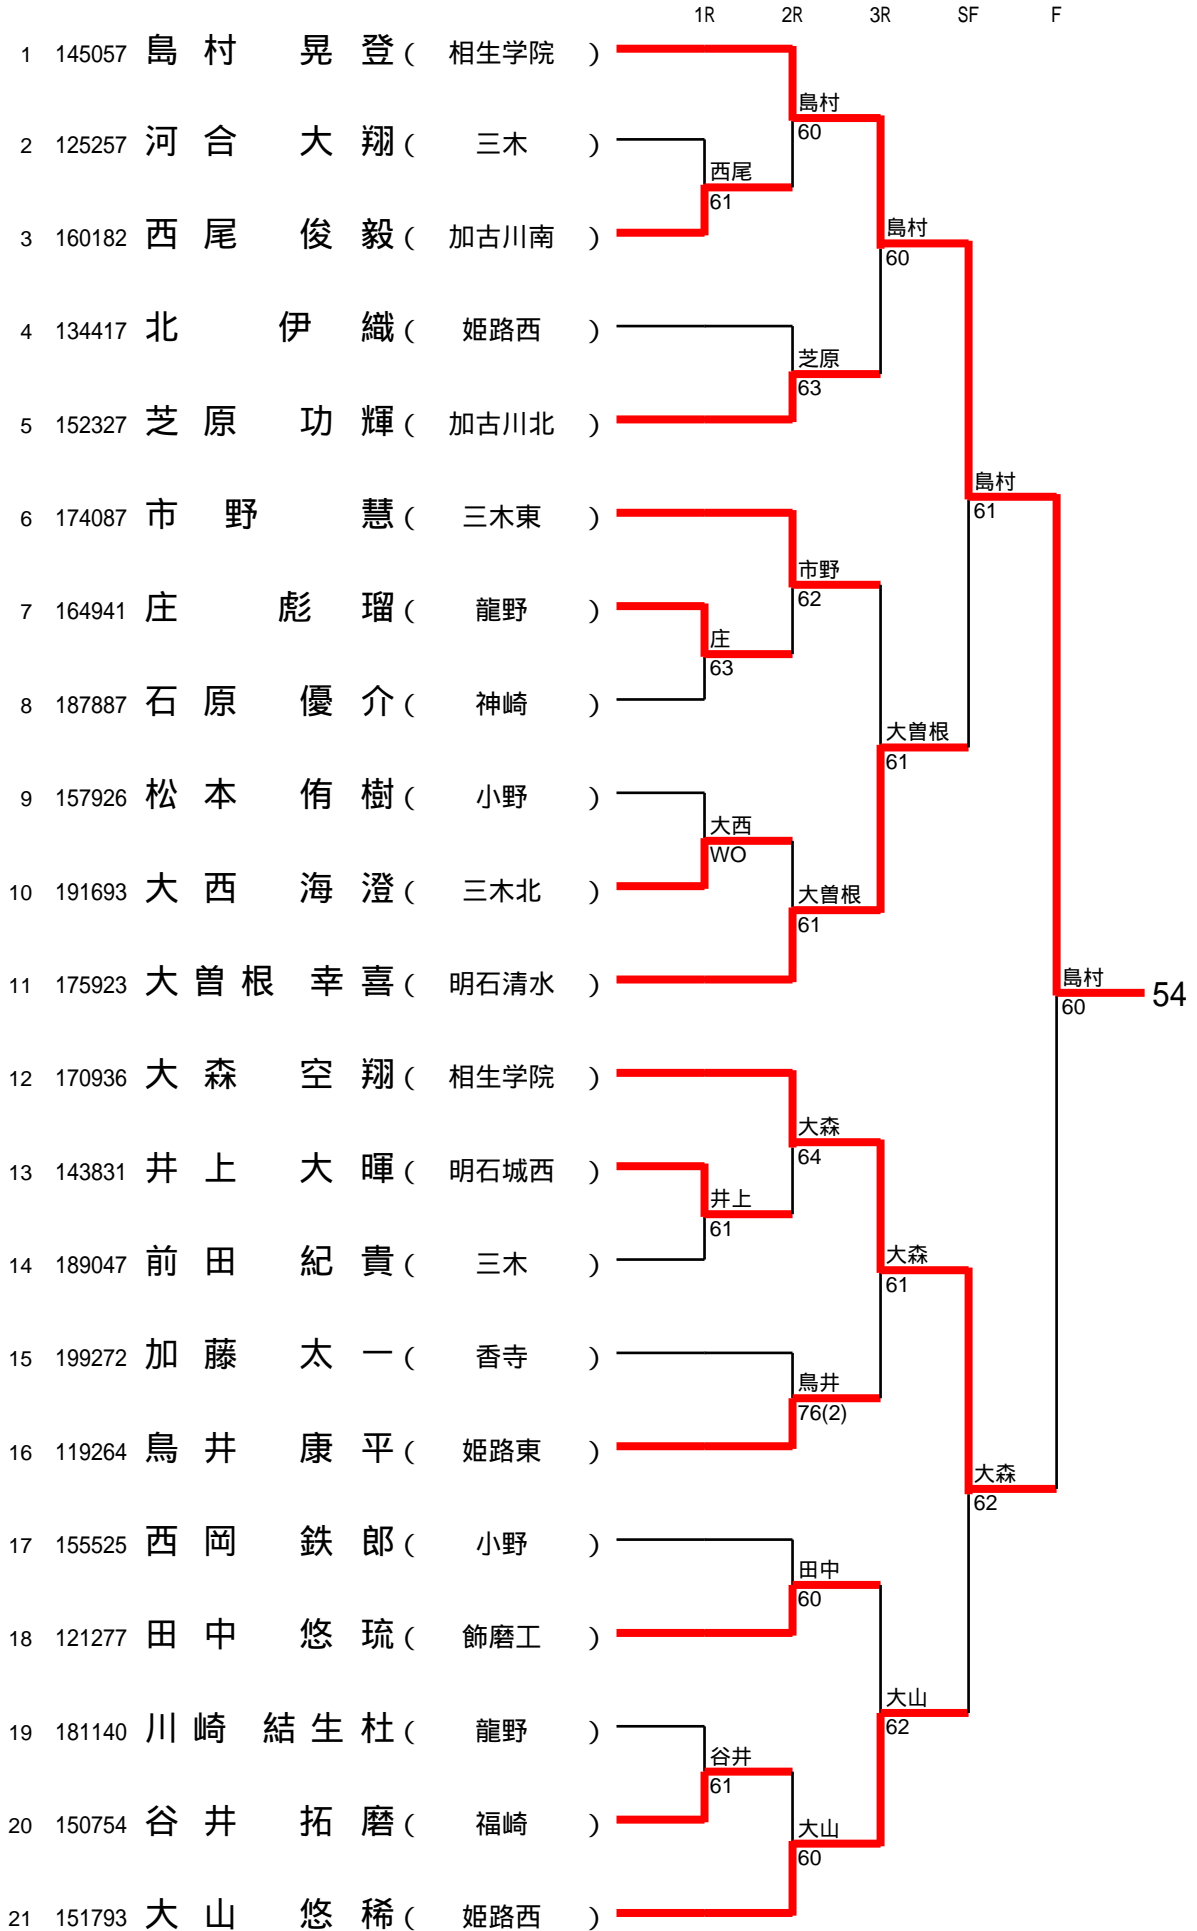 1R 2R 3R SF F
1 145057 島村 晃登 ( 相生学院 )
島村
60
2 125257 河合 大翔 ( 三木 )
西尾
61
3 160182 西尾 俊毅 ( 加古川南 )
島村
60
4 134417 北 伊織 ( 姫路西 )
芝原
63
5 152327 芝原 功輝 ( 加古川北 )
島村
61
6 174087 市野 慧 ( 三木東 )
市野
62
7 164941 庄 彪瑠 ( 龍野 )
庄
63
8 187887 石原 優介 ( 神崎 )
大曽根
61
9 157926 松本 侑樹 ( 小野 )
大西
WO
10 191693 大西 海澄 ( 三木北 )
大曽根
61
11 175923 大曽根 幸喜 ( 明石清水 )
島村
60
54
12 170936 大森 空翔 ( 相生学院 )
大森
64
13 143831 井上 大暉 ( 明石城西 )
井上
61
14 189047 前田 紀貴 ( 三木 )
大森
61
15 199272 加藤 太一 ( 香寺 )
鳥井
76(2)
16 119264 鳥井 康平 ( 姫路東 )
大森
62
17 155525 西岡 鉄郎 ( 小野 )
田中
60
18 121277 田中 悠琉 ( 飾磨工 )
大山
62
19 181140 川崎 結生杜 ( 龍野 )
谷井
61
20 150754 谷井 拓磨 ( 福崎 )
大山
60
21 151793 大山 悠稀 ( 姫路西 )